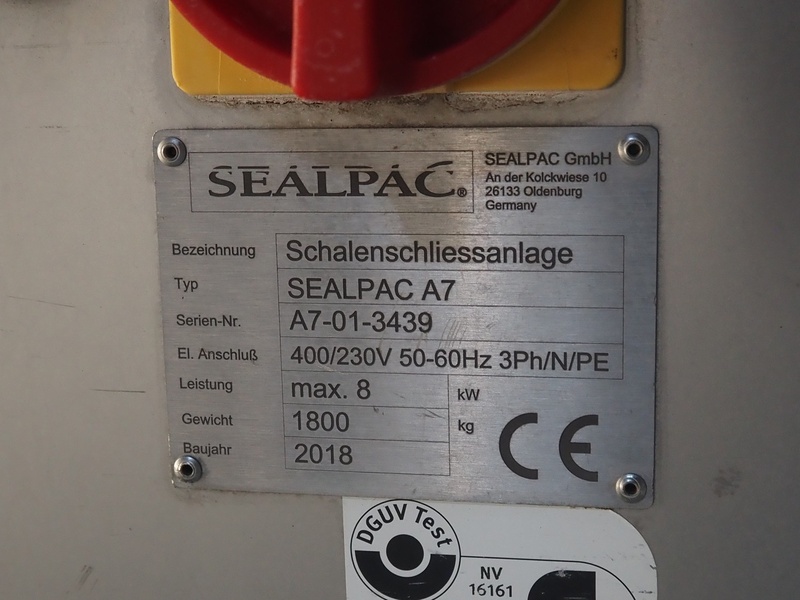 SEALPAC®
SEALPAC GmbH
An der Kolckwiese 10
26133 Oldenburg
Germany
Bezeichnung Schalenschliessanlage
Typ SEALPAC A7
Serien-Nr. A7-01-3439
El. Anschluß 400/230V 50-60Hz 3Ph/N/PE
Leistung max. 8 kW
Gewicht 1800 kg
Baujahr 2018
CE
DGUV Test
NV
16161